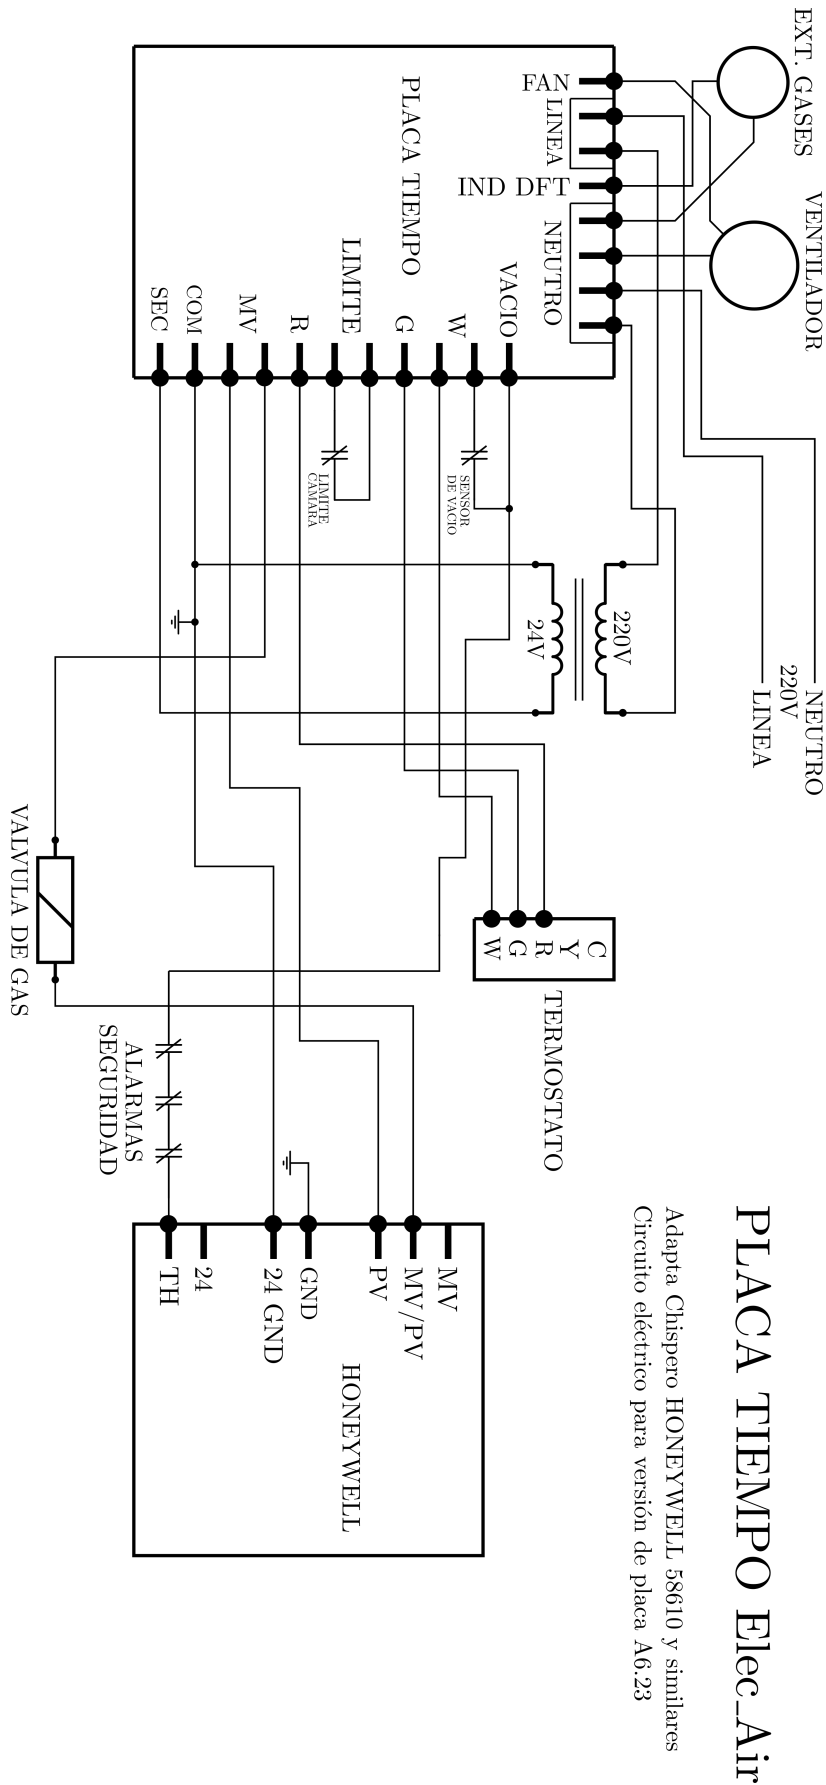 PLACA TIEMPO Elec_Air
Adapta Chispero HONEYWELL 58610 y similares
Circuito eléctrico para versión de placa A6.23
EXT. GASES
VENTILADOR
FAN
LINEA
IND DFT
NEUTRO
PLACA TIEMPO
VACIO
W
G
LIMITE
R
MV
COM
SEC
LIMITE
CAMARA
SENSOR
DE VACIO
220V
24V
NEUTRO
220V
LINEA
C
Y
R
G
W
TERMOSTATO
VALVULA DE GAS
ALARMAS
SEGURIDAD
MV
MV/PV
PV
GND
24 GND
24
TH
HONEYWELL